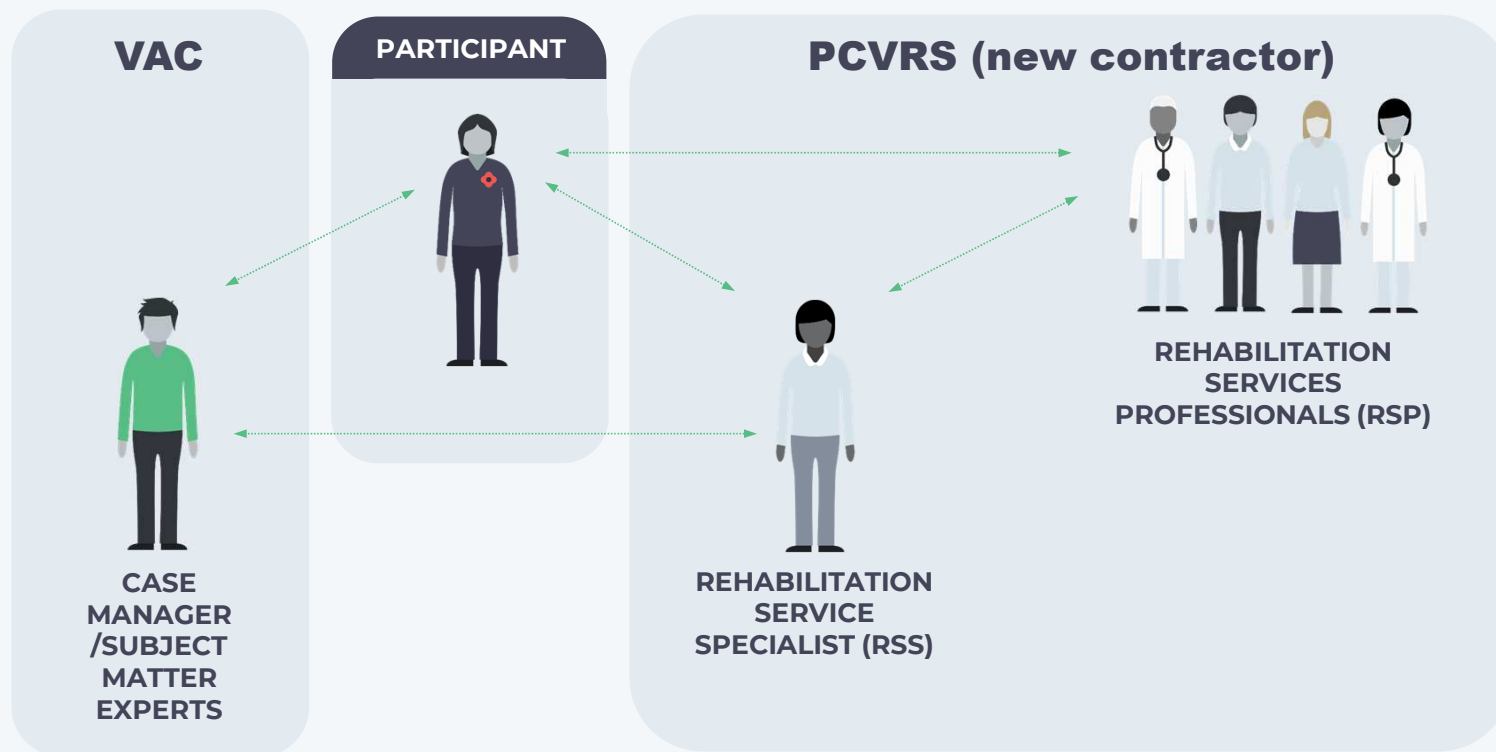 VAC
PARTICIPANT
PCVRS (new contractor)
REHABILITATION
SERVICES
PROFESSIONALS (RSP)
CASE
MANAGER
/SUBJECT
MATTER
EXPERTS
REHABILITATION
SERVICE
SPECIALIST (RSS)